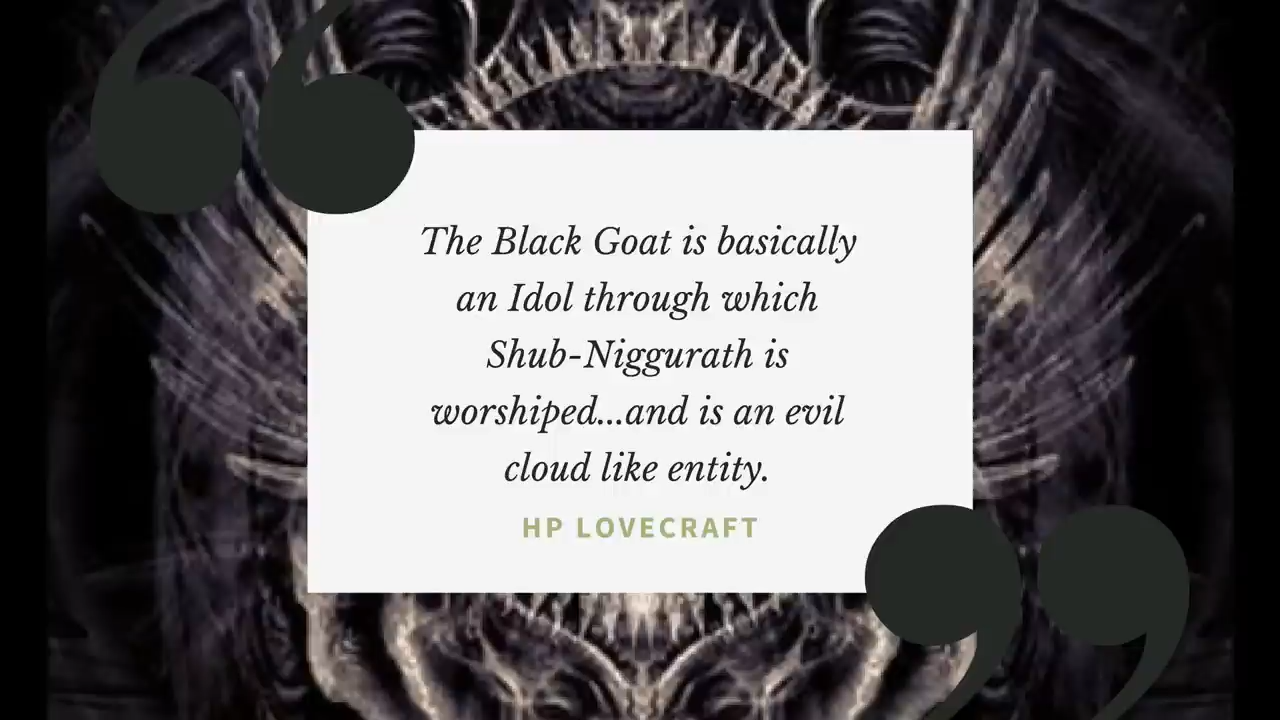 The Black Goat is basically
an Idol through which
Shub-Niggurath is
worshiped...and is an evil
cloud like entity.
HP LOVECRAFT